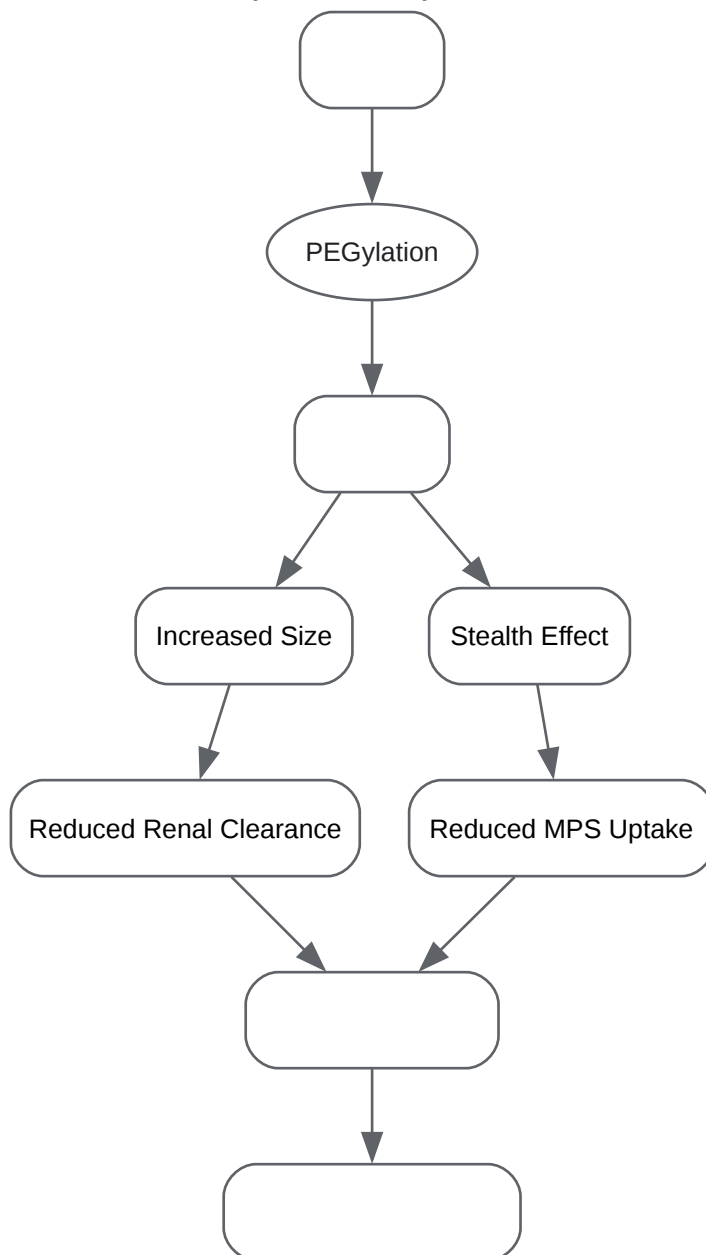 PEGylation
Increased Size
Stealth Effect
Reduced Renal Clearance
Reduced MPS Uptake